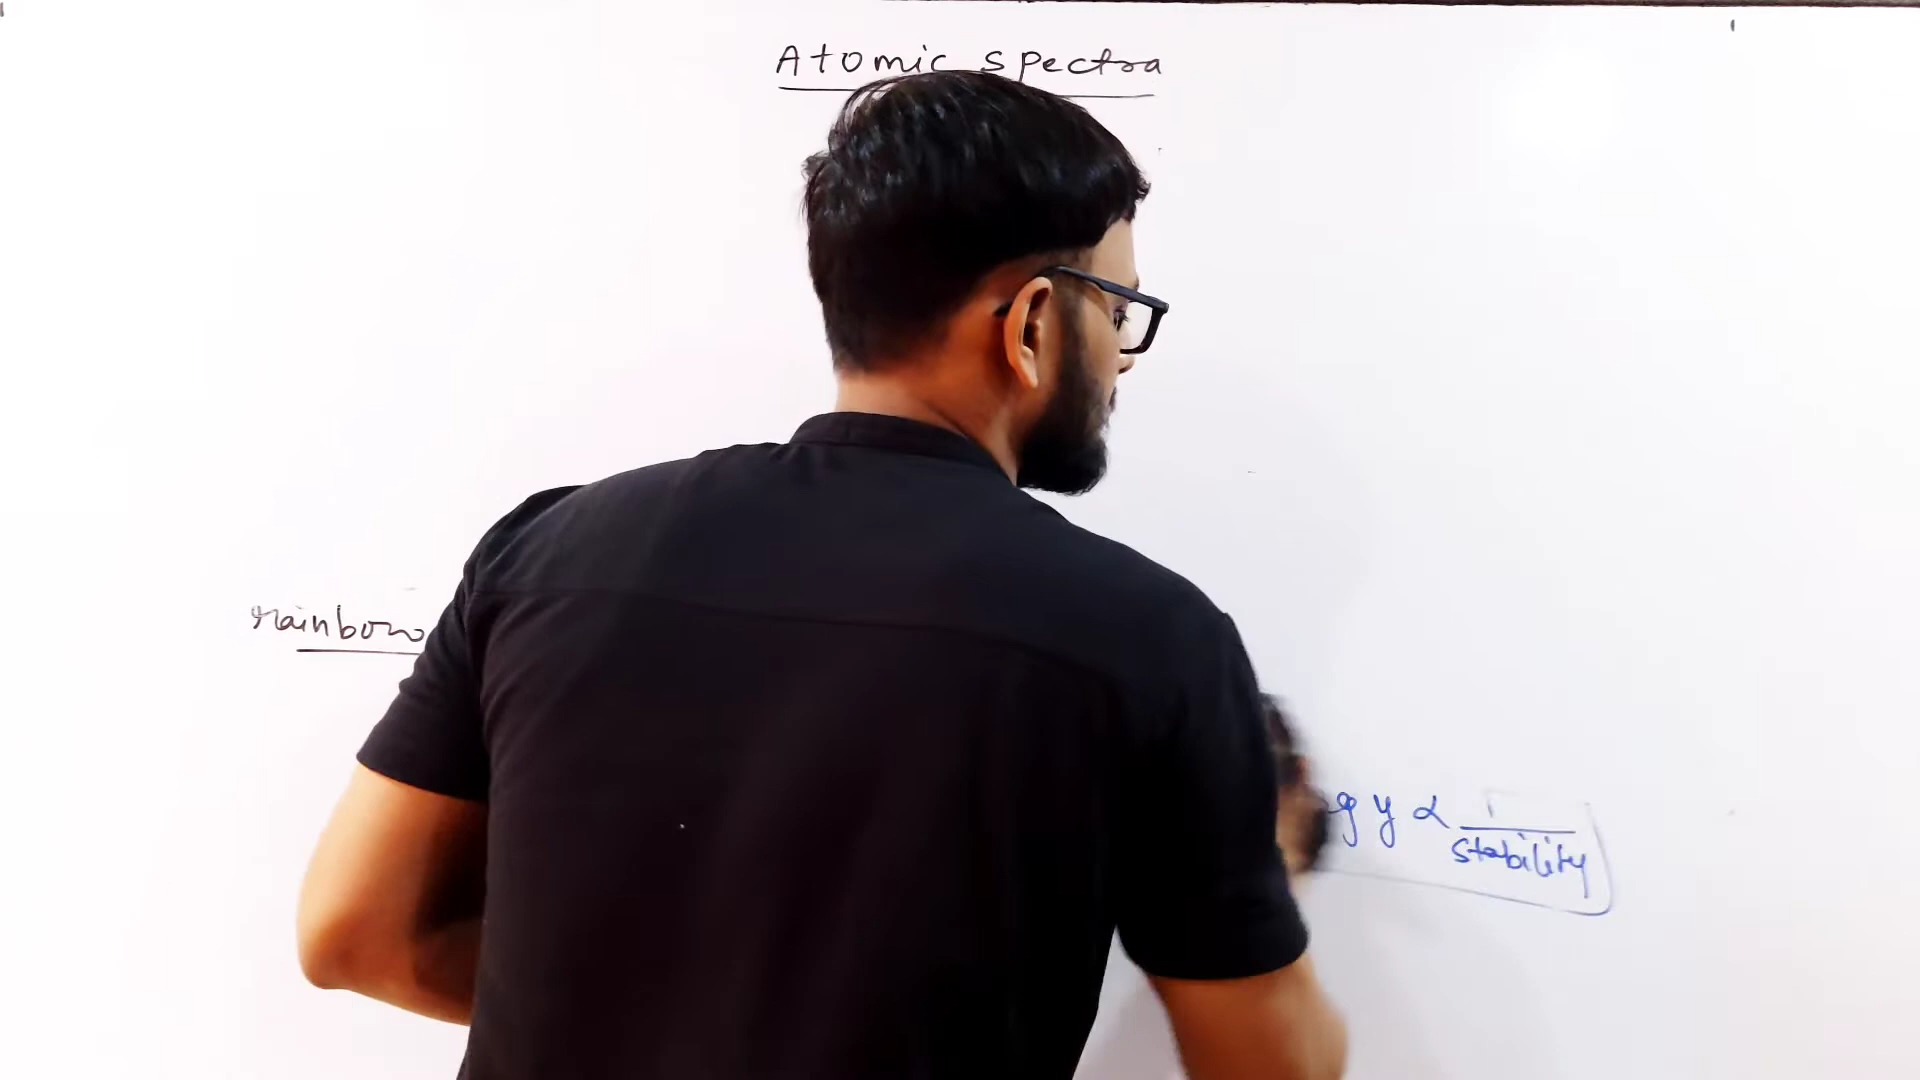 Atomic spectra
rainbow
gy ∝ 1
stability